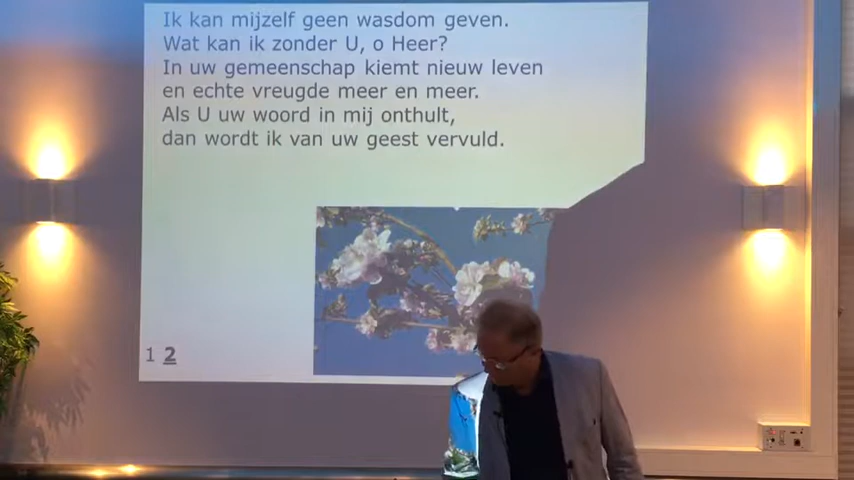 Ik kan mijzelf geen wasdom geven.
Wat kan ik zonder U, o Heer?
In uw gemeenschap kiemt nieuw leven
en echte vreugde meer en meer.
Als U uw woord in mij onthult,
dan wordt ik van uw geest vervuld.
1 2